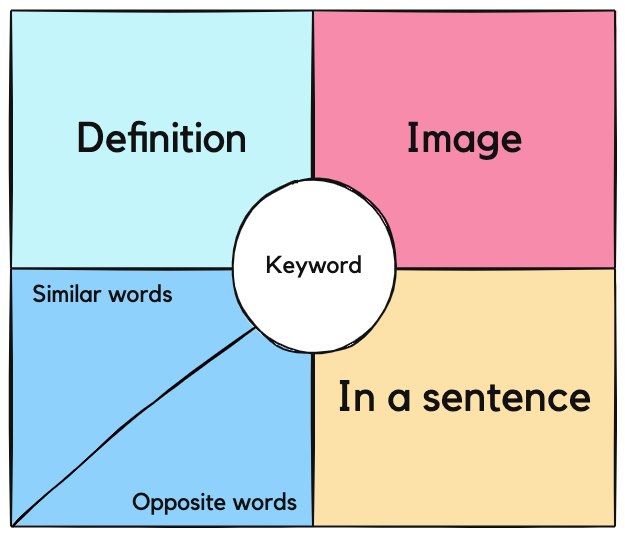 Definition
Image
Keyword
Similar words
In a sentence
Opposite words